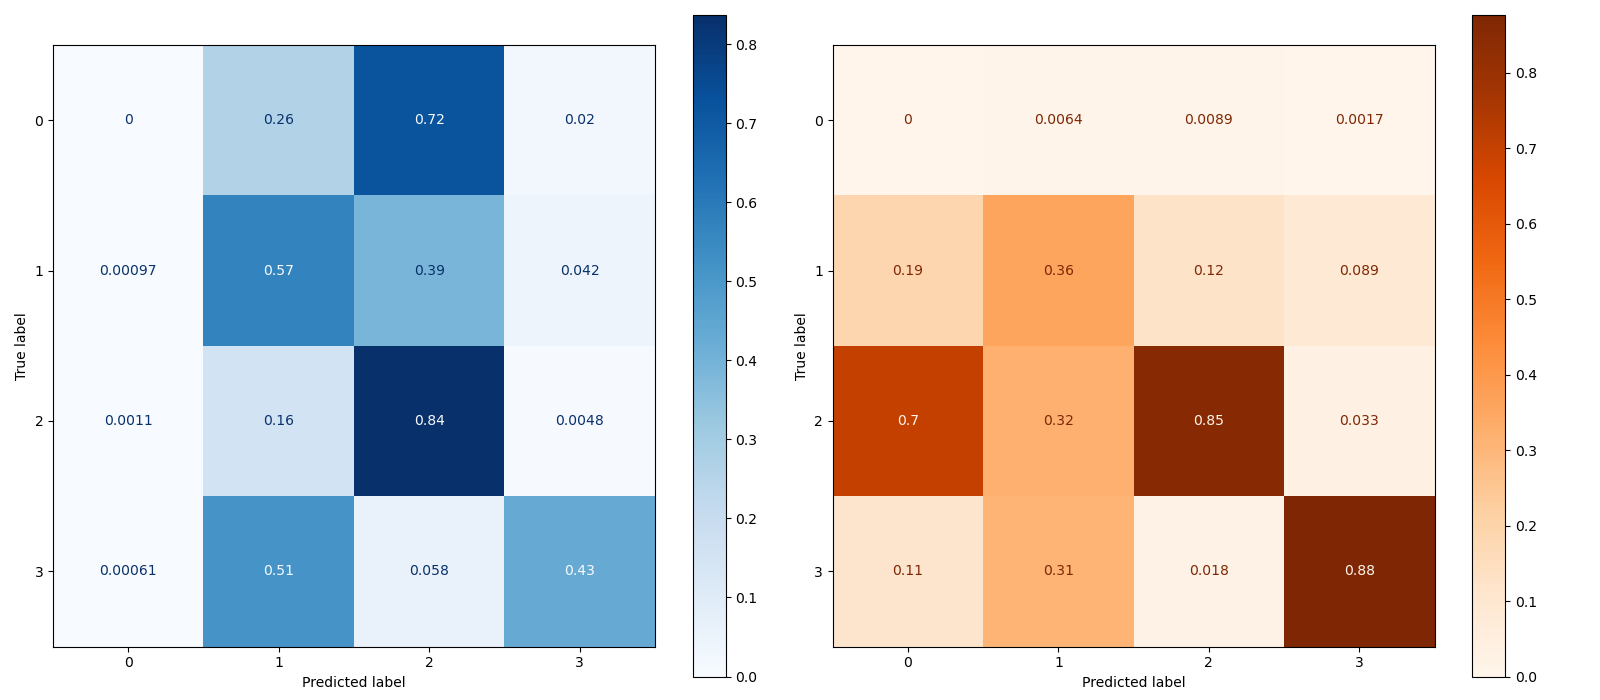 True label
0
1
2
3
0 0.26 0.72 0.02
0.00097 0.57 0.39 0.042
0.0011 0.16 0.84 0.0048
0.00061 0.51 0.058 0.43
0 1 2 3
Predicted label
0.8
0.7
0.6
0.5
0.4
0.3
0.2
0.1
0.0
True label
0
1
2
3
0 0.0064 0.0089 0.0017
0.19 0.36 0.12 0.089
0.7 0.32 0.85 0.033
0.11 0.31 0.018 0.88
0 1 2 3
Predicted label
0.8
0.7
0.6
0.5
0.4
0.3
0.2
0.1
0.0